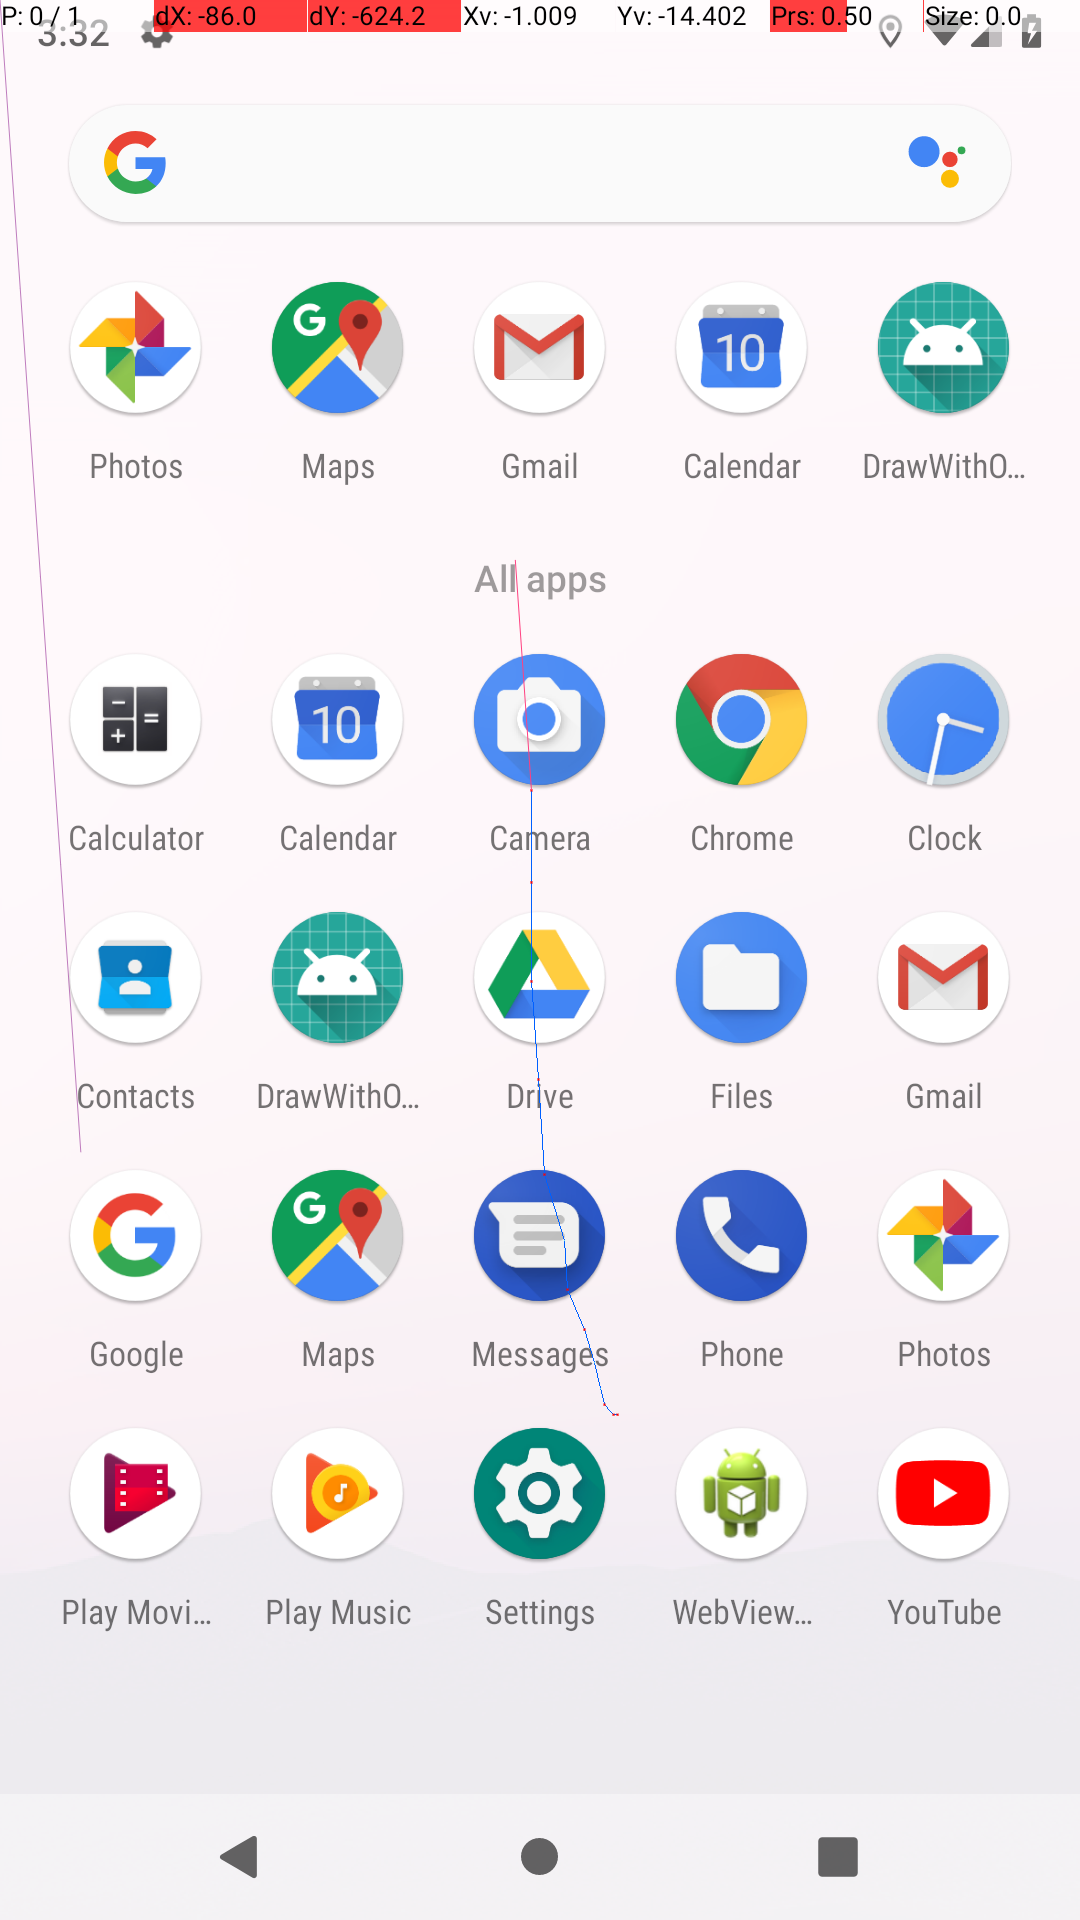 P: 0 / 1 dX: -86.0 dY: -624.2 Xv: -1.009 Yv: -14.402 Prs: 0.50 Size: 0.0
3:32
Photos Maps Gmail Calendar DrawWithO...
All apps
Calculator Calendar Camera Chrome Clock
Contacts DrawWithO... Drive Files Gmail
Google Maps Messages Phone Photos
Play Movi... Play Music Settings WebView... YouTube